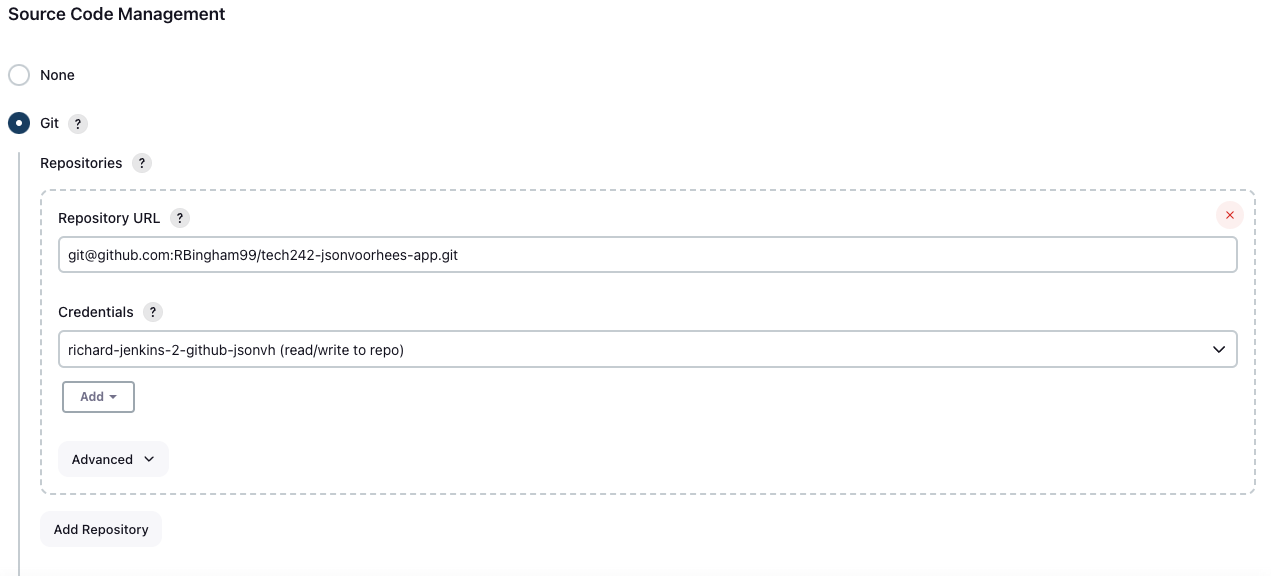 Source Code Management
None
Git ?
Repositories ?
Repository URL ?
git@github.com:RBingham99/tech242-jsonvoorhees-app.git
Credentials ?
richard-jenkins-2-github-jsonvh (read/write to repo)
Add
Advanced
Add Repository